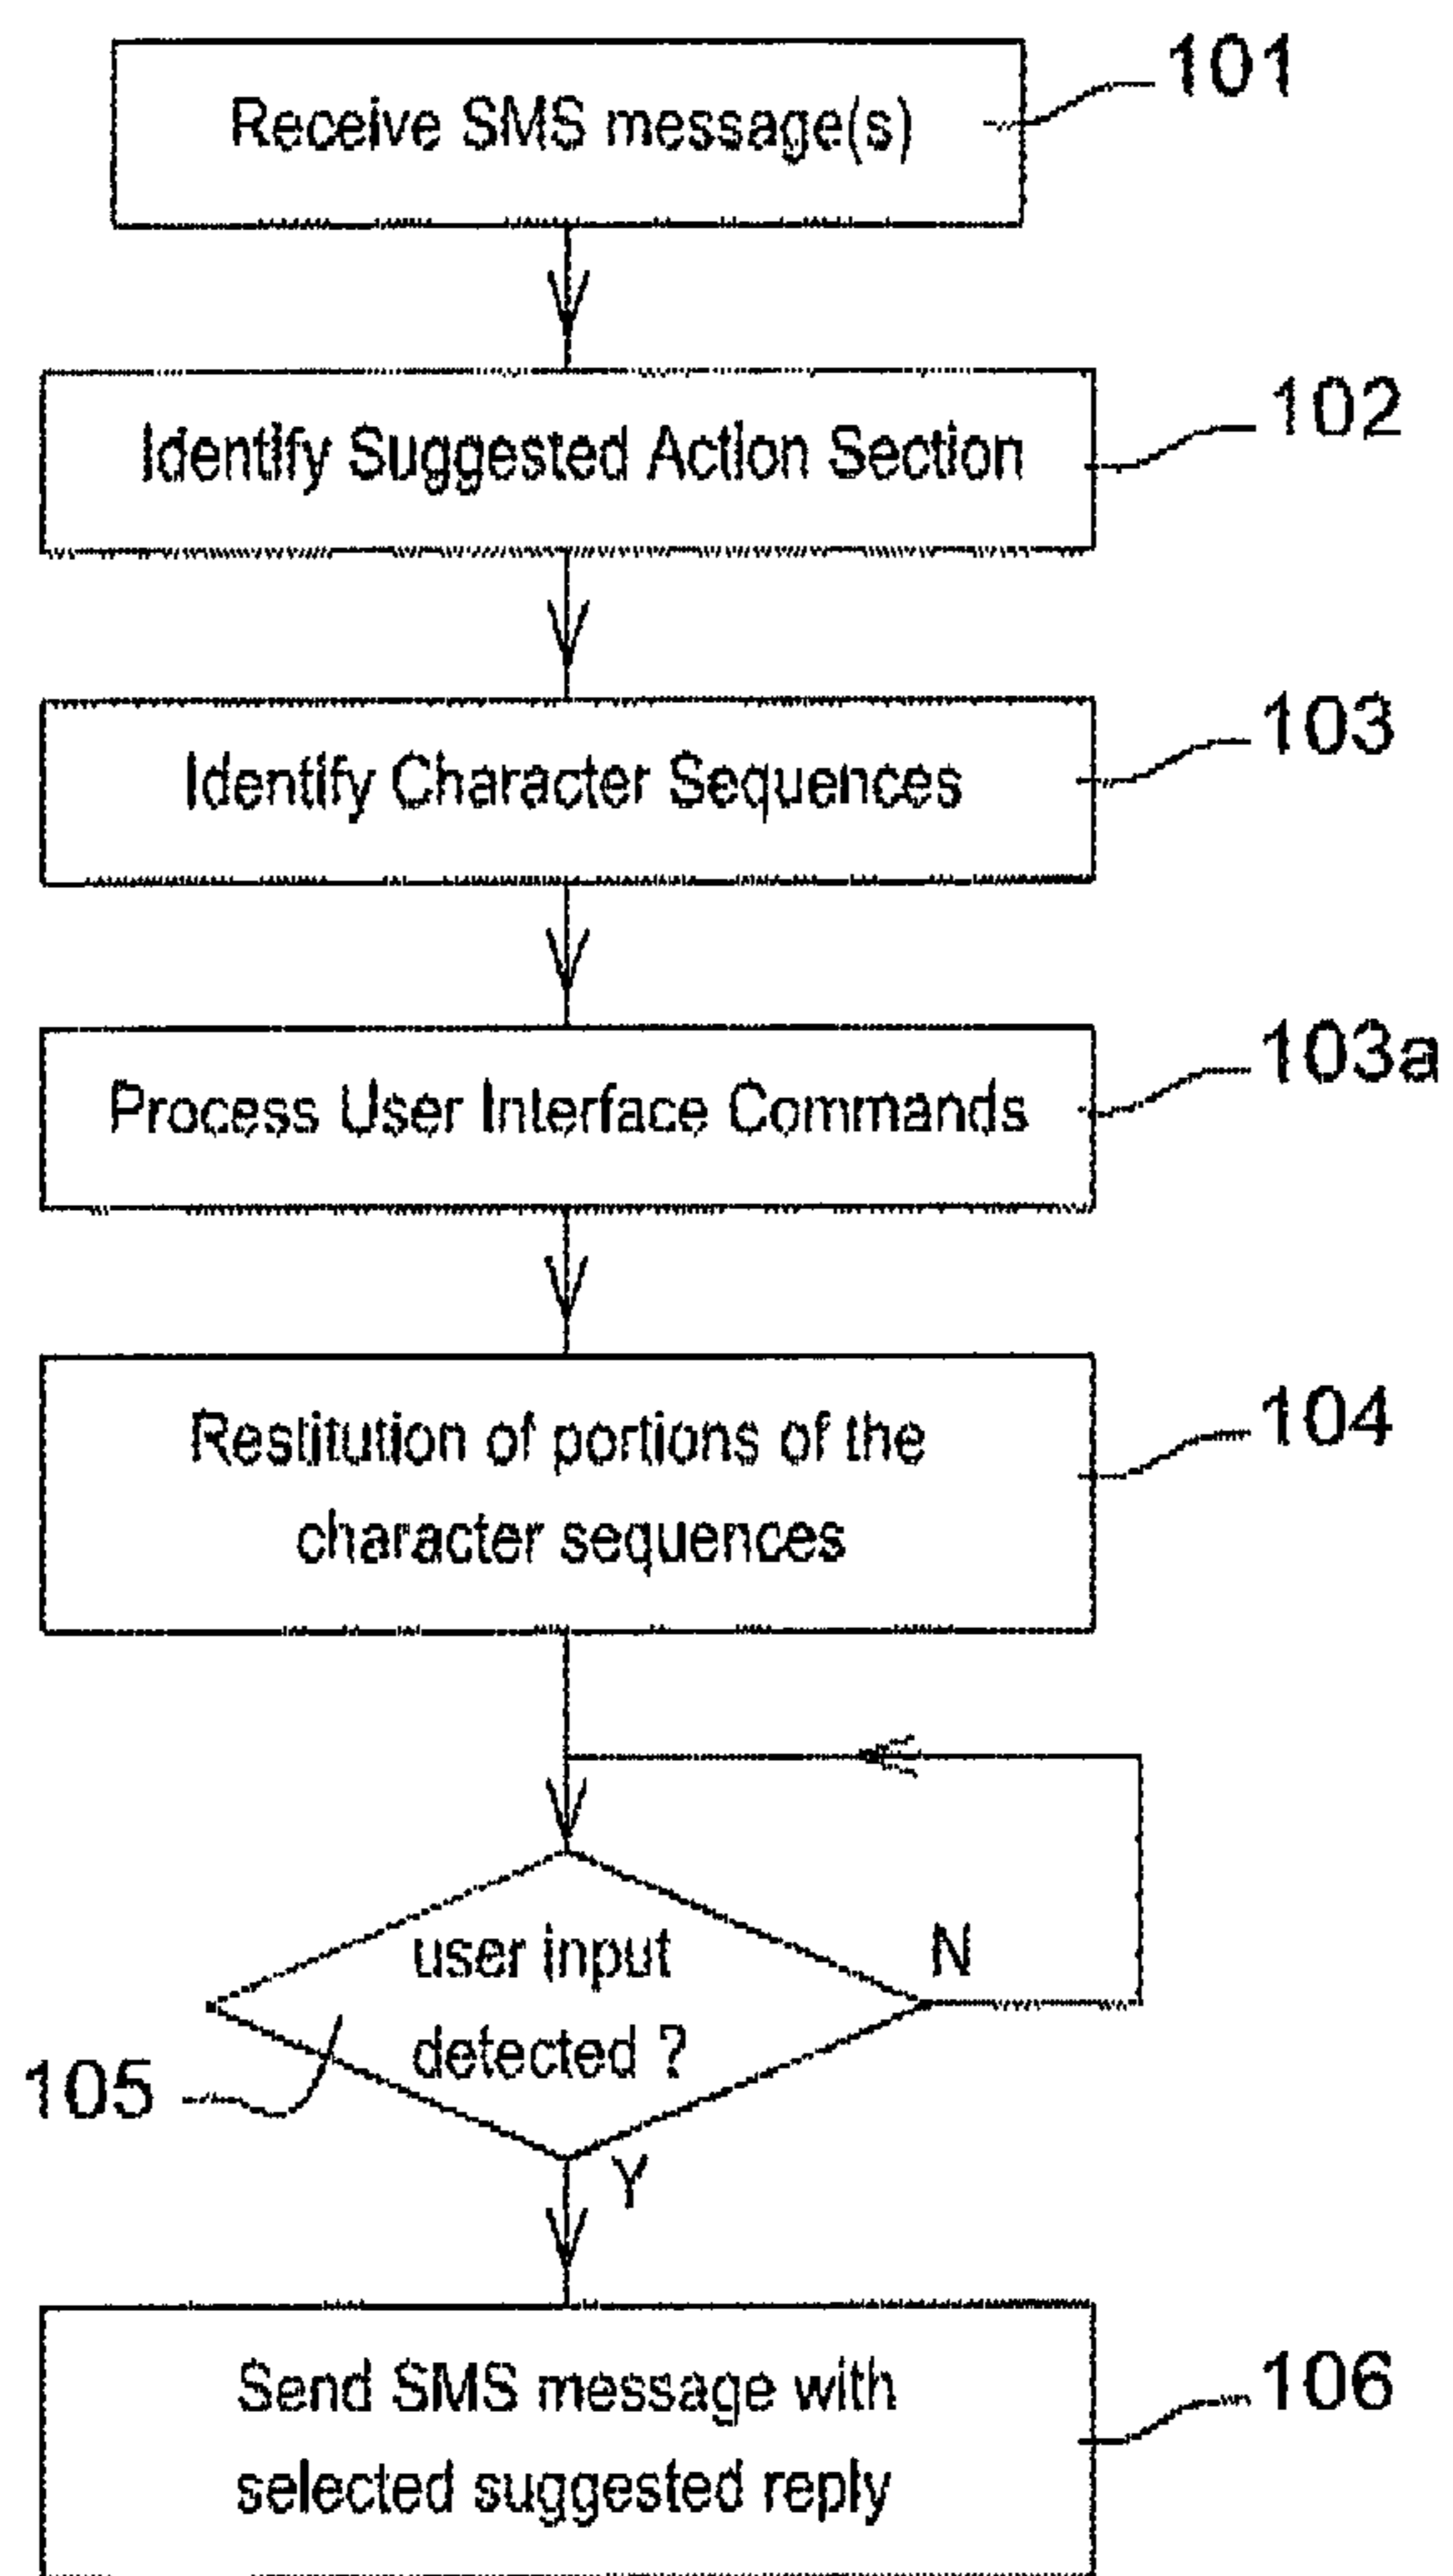 Receive SMS message(s)
101
Identify Suggested Action Section
102
Identify Character Sequences
103
Process User Interface Commands
103a
Restitution of portions of the
character sequences
104
user input
detected ?
N
105
Y
Send SMS message with
selected suggested reply
106